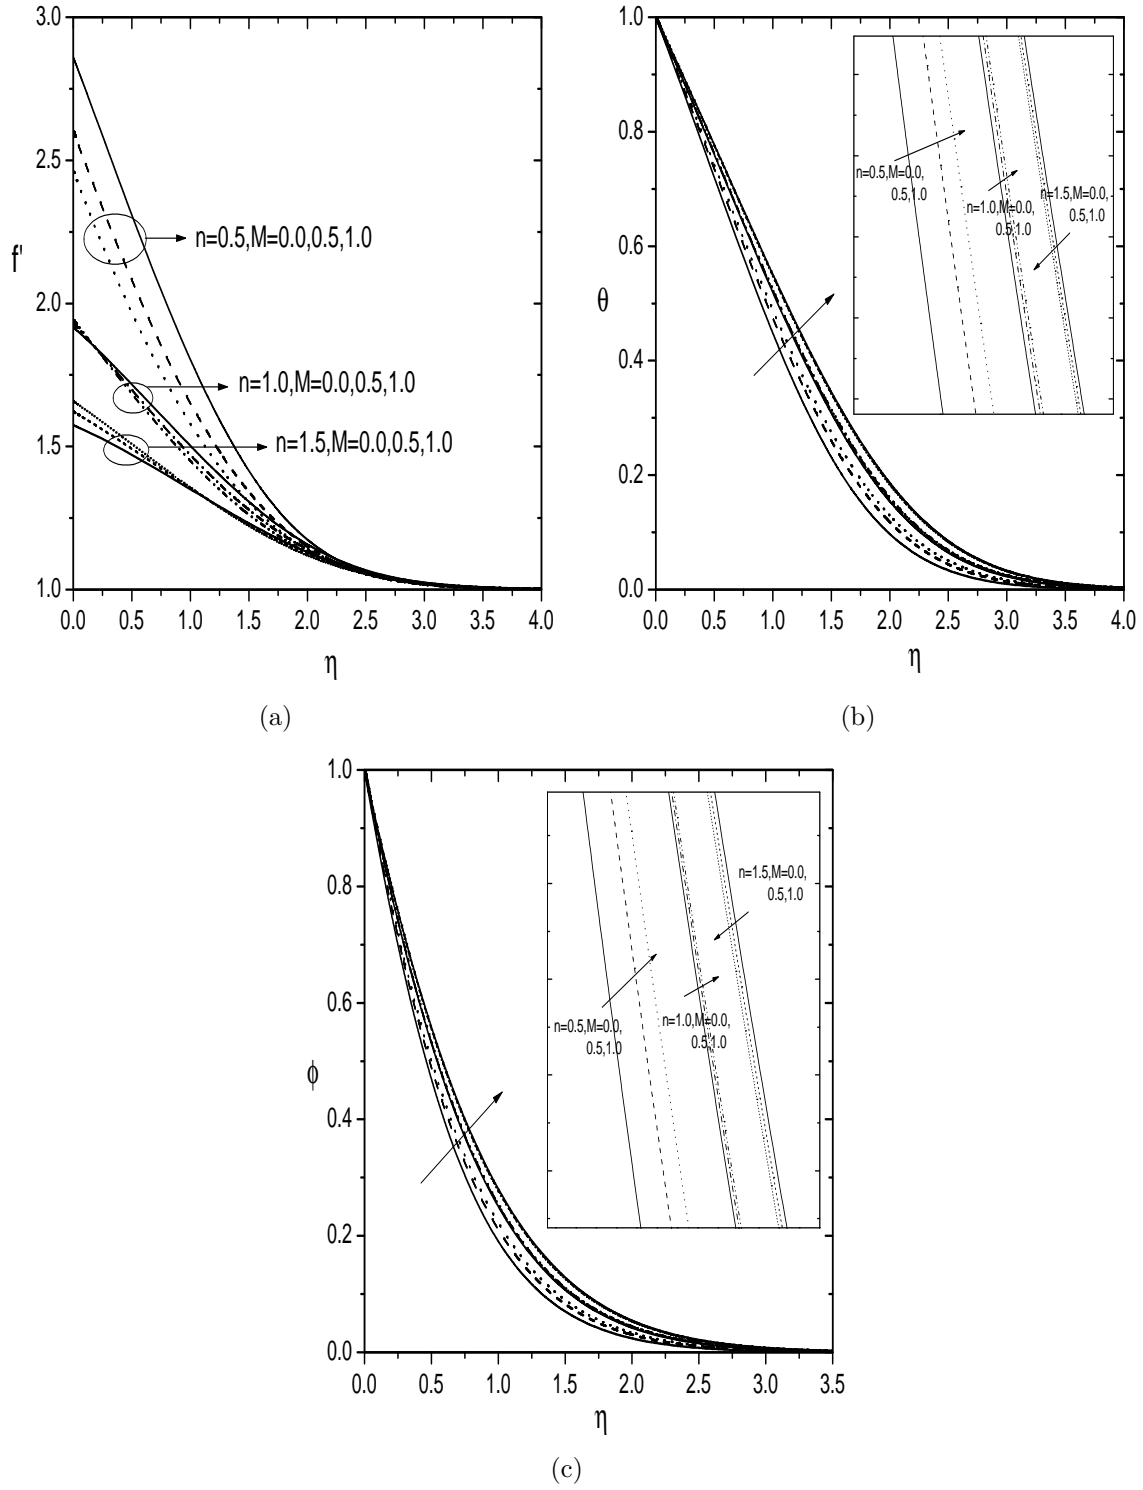 3.0
2.5
f'
2.0
1.5
1.0
n=0.5,M=0.0,0.5,1.0
n=1.0,M=0.0,0.5,1.0
n=1.5,M=0.0,0.5,1.0
0.0 0.5 1.0 1.5 2.0 2.5 3.0 3.5 4.0
η
(a)
1.0
0.8
0.6
θ
0.4
0.2
0.0
n=0.5,M=0.0,
0.5,1.0
n=1.0,M=0.0,
0.5,1.0
n=1.5,M=0.0,
0.5,1.0
0.0 0.5 1.0 1.5 2.0 2.5 3.0 3.5 4.0
η
(b)
1.0
0.8
0.6
ϕ
0.4
0.2
0.0
n=1.5,M=0.0,
0.5,1.0
n=0.5,M=0.0,
0.5,1.0
n=1.0,M=0.0,
0.5,1.0
0.0 0.5 1.0 1.5 2.0 2.5 3.0 3.5
η
(c)